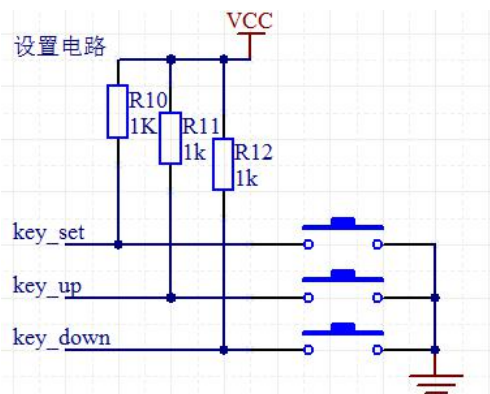 VCC
设置电路
R10
1K
R11
1k
R12
1k
key_set
key_up
key_down